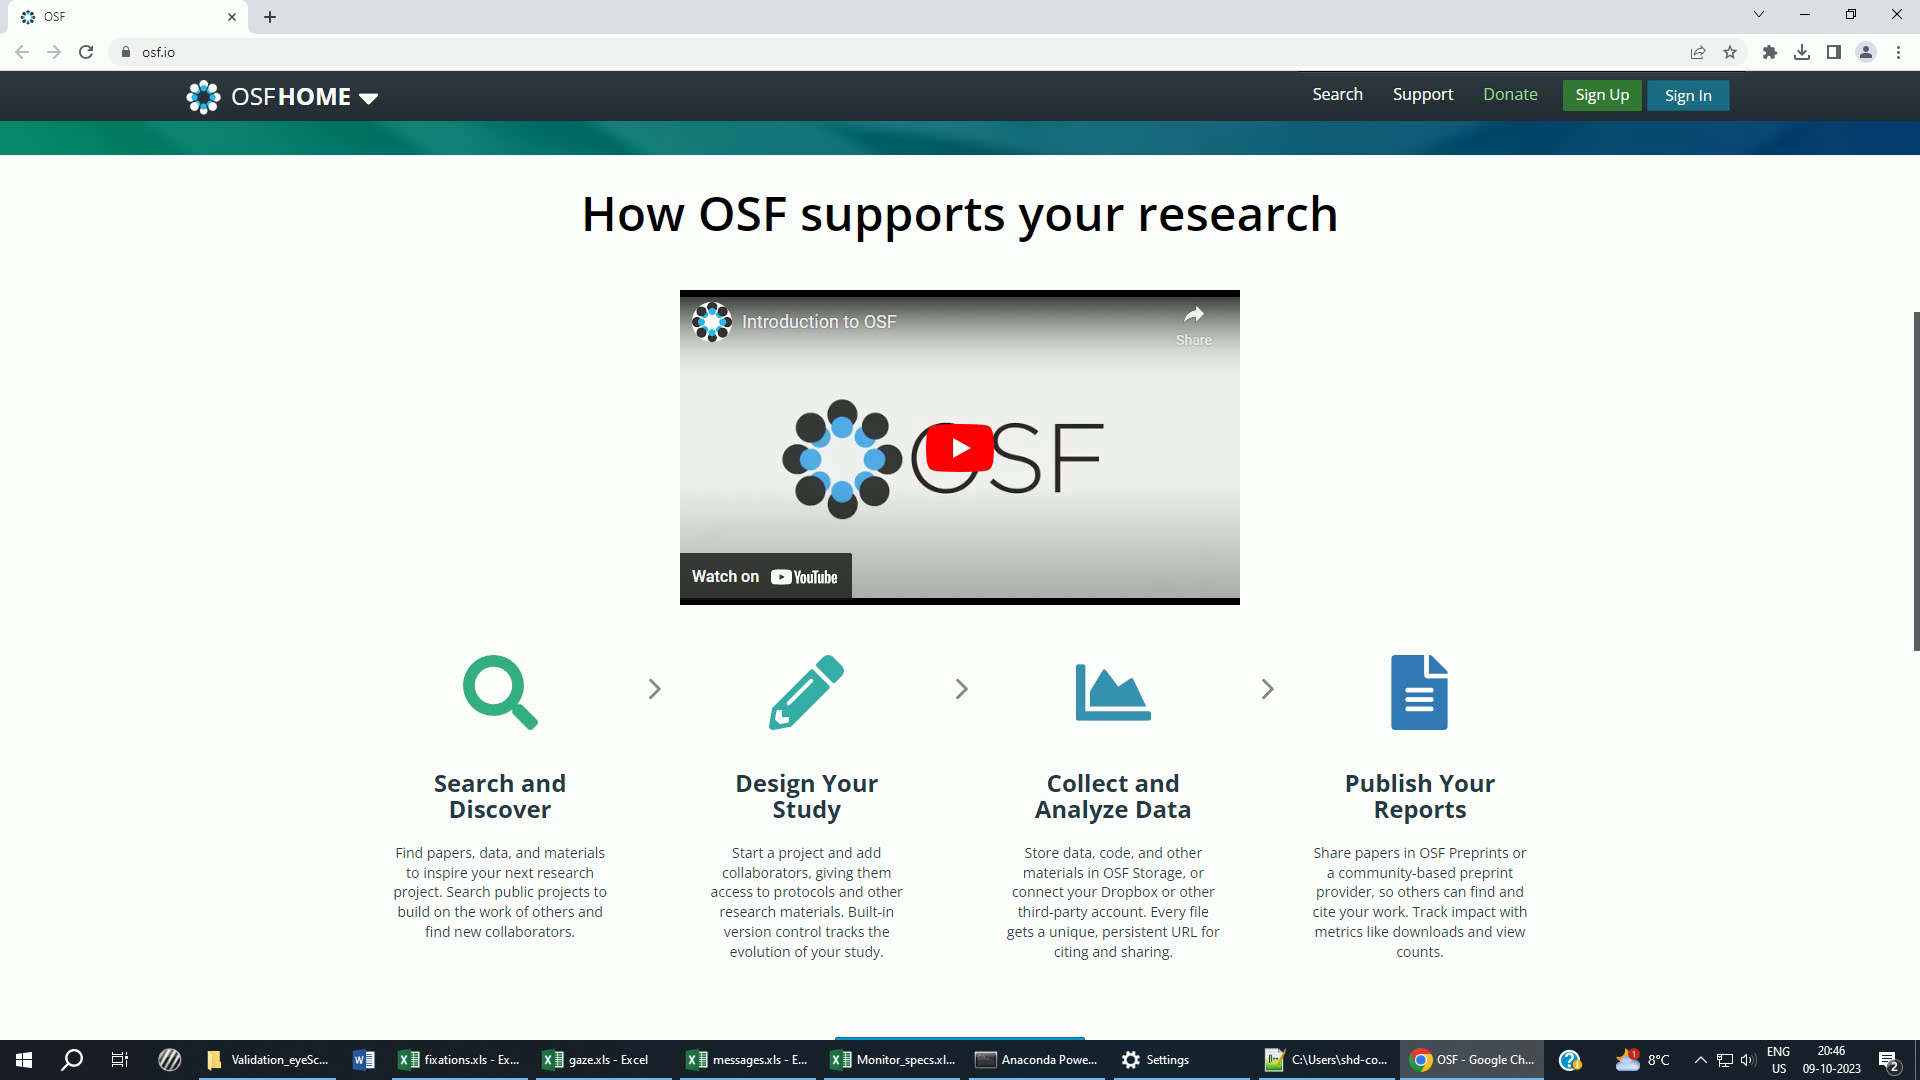 OSF
osf.io
OSFHOME
Search
Support
Donate
Sign Up
Sign In
How OSF supports your research
Introduction to OSF
Share
OSF
Watch on YouTube
Search and
Discover
Find papers, data, and materials
to inspire your next research
project. Search public projects to
build on the work of others and
find new collaborators.
Design Your
Study
Start a project and add
collaborators, giving them
access to protocols and other
research materials. Built-in
version control tracks the
evolution of your study.
Collect and
Analyze Data
Store data, code, and other
materials in OSF Storage, or
connect your Dropbox or other
third-party account. Every file
gets a unique, persistent URL for
citing and sharing.
Publish Your
Reports
Share papers in OSF Preprints or
a community-based preprint
provider, so others can find and
cite your work. Track impact with
metrics like downloads and view
counts.
Validation_eyeSc...
fixations.xls - Ex...
gaze.xls - Excel
messages.xls - E...
Monitor_specs.xl...
Anaconda Powe...
Settings
C:\Users\shd-co...
OSF - Google Ch...
1
8°C
ENG
US
20:46
09-10-2023
2